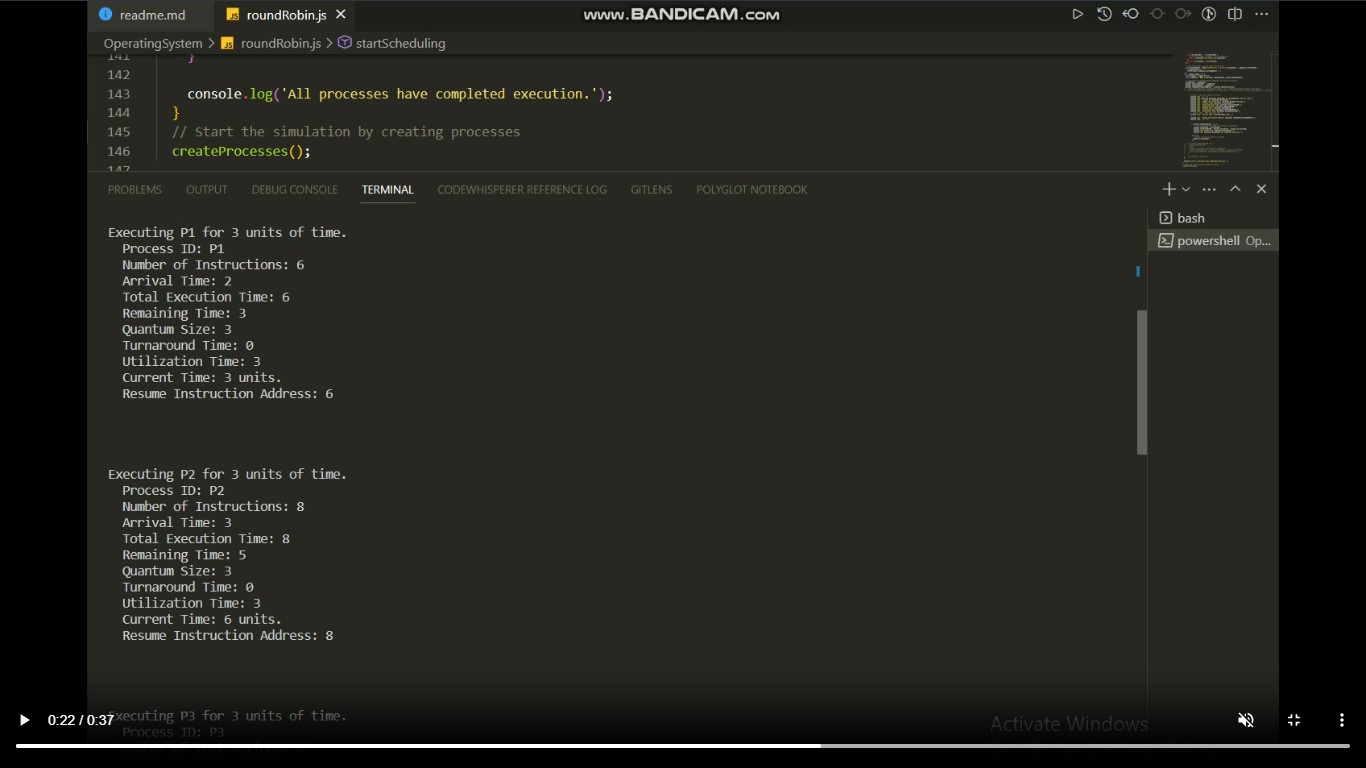 readme.md
roundRobin.js
www.BANDICAM.com
OperatingSystem > roundRobin.js > startScheduling
141 }
142
143 console.log('All processes have completed execution.');
144 }
145 // Start the simulation by creating processes
146 createProcesses();
147
PROBLEMS OUTPUT DEBUG CONSOLE TERMINAL CODEWHISPERER REFERENCE LOG GITLENS POLYGLOT NOTEBOOK
bash
powershell Op...
Executing P1 for 3 units of time.
Process ID: P1
Number of Instructions: 6
Arrival Time: 2
Total Execution Time: 6
Remaining Time: 3
Quantum Size: 3
Turnaround Time: 0
Utilization Time: 3
Current Time: 3 units.
Resume Instruction Address: 6
Executing P2 for 3 units of time.
Process ID: P2
Number of Instructions: 8
Arrival Time: 3
Total Execution Time: 8
Remaining Time: 5
Quantum Size: 3
Turnaround Time: 0
Utilization Time: 3
Current Time: 6 units.
Resume Instruction Address: 8
Executing P3 for 3 units of time.
Process ID: P3
0:22 / 0:37
Activate Windows